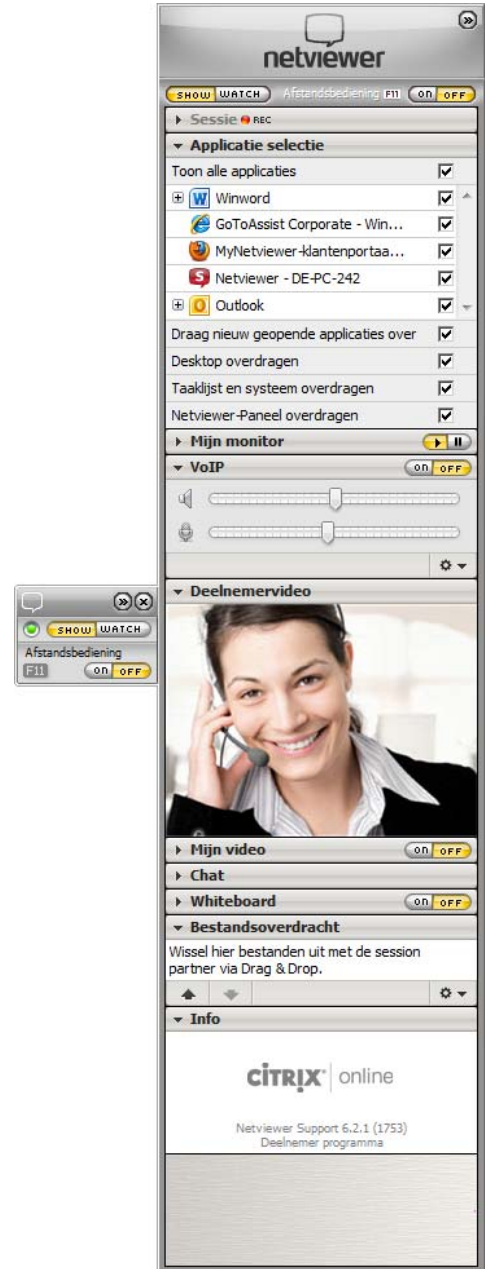 netviewer
SHOW WATCH Afstandsbediening F11 on OFF
Sessie REC
Applicatie selectie
Toon alle applicaties
Winword
GoToAssist Corporate - Win...
MyNetviewer-klantenportaa...
Netviewer - DE-PC-242
Outlook
Draag nieuw geopende applicaties over
Desktop overdragen
Taaklijst en systeem overdragen
Netviewer-Paneel overdragen
Mijn monitor
VoIP on OFF
Deelnemervideo
SHOW WATCH
Afstandsbediening
F11 on OFF
Mijn video on OFF
Chat
Whiteboard on OFF
Bestandsoverdracht
Wissel hier bestanden uit met de session
partner via Drag & Drop.
Info
CİTRIX online
Netviewer Support 6.2.1 (1753)
Deelnemer programma